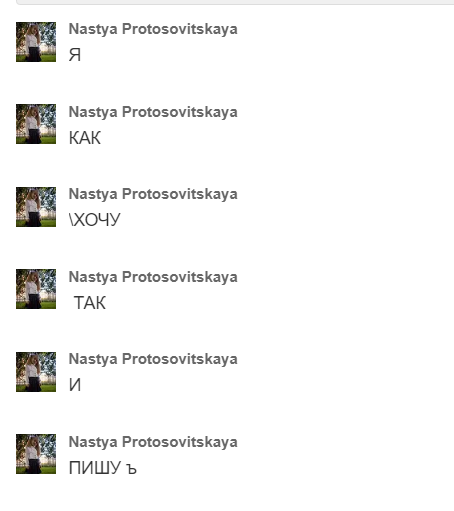 Nastya Protosovitskaya
Я
Nastya Protosovitskaya
КАК
Nastya Protosovitskaya
\ХОЧУ
Nastya Protosovitskaya
ТАК
Nastya Protosovitskaya
И
Nastya Protosovitskaya
ПИШУ ъ